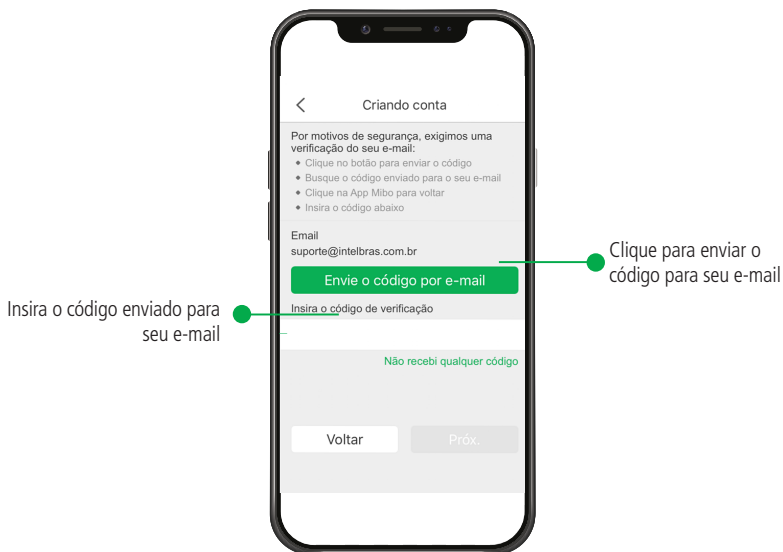 Criando conta
Por motivos de segurança, exigimos uma
verificação do seu e-mail:
• Clique no botão para enviar o código
• Busque o código enviado para o seu e-mail
• Clique na App Mibo para voltar
• Insira o código abaixo
Email
suporte@intelbras.com.br
Clique para enviar o
código para seu e-mail
Envie o código por e-mail
Insira o código de verificação
Insira o código enviado para
seu e-mail
Não recebi qualquer código
Voltar
Próx.